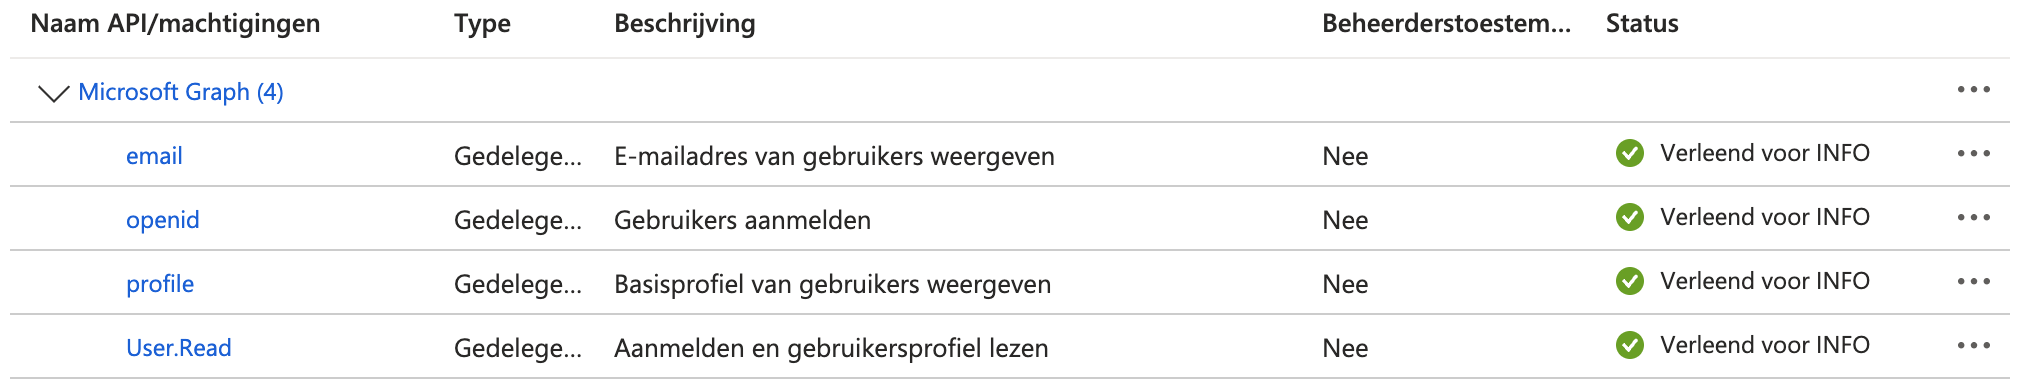 Naam API/machtigingen Type Beschrijving Beheerderstoestem... Status
Microsoft Graph (4)
email Gedelege... E-mailadres van gebruikers weergeven Nee Verleend voor INFO
openid Gedelege... Gebruikers aanmelden Nee Verleend voor INFO
profile Gedelege... Basisprofiel van gebruikers weergeven Nee Verleend voor INFO
User.Read Gedelege... Aanmelden en gebruikersprofiel lezen Nee Verleend voor INFO